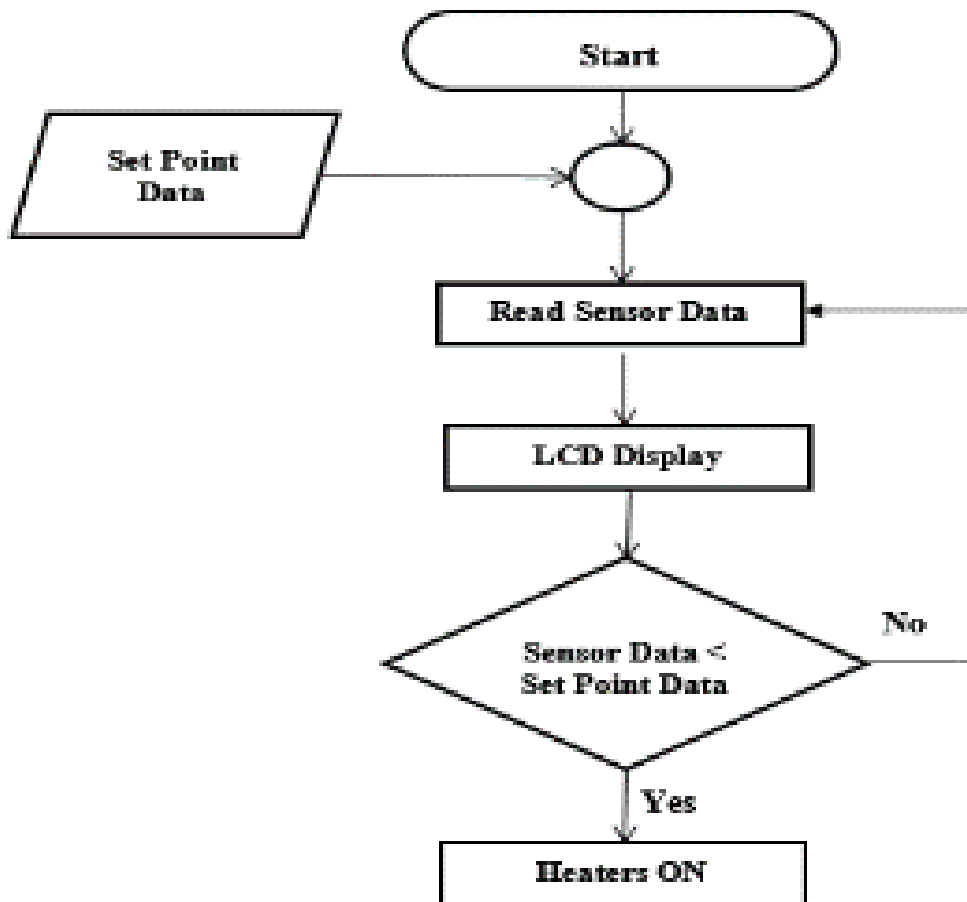 Start
Set Point
Data
Read Sensor Data
LCD Display
Sensor Data <
Set Point Data
No
Yes
Heaters ON